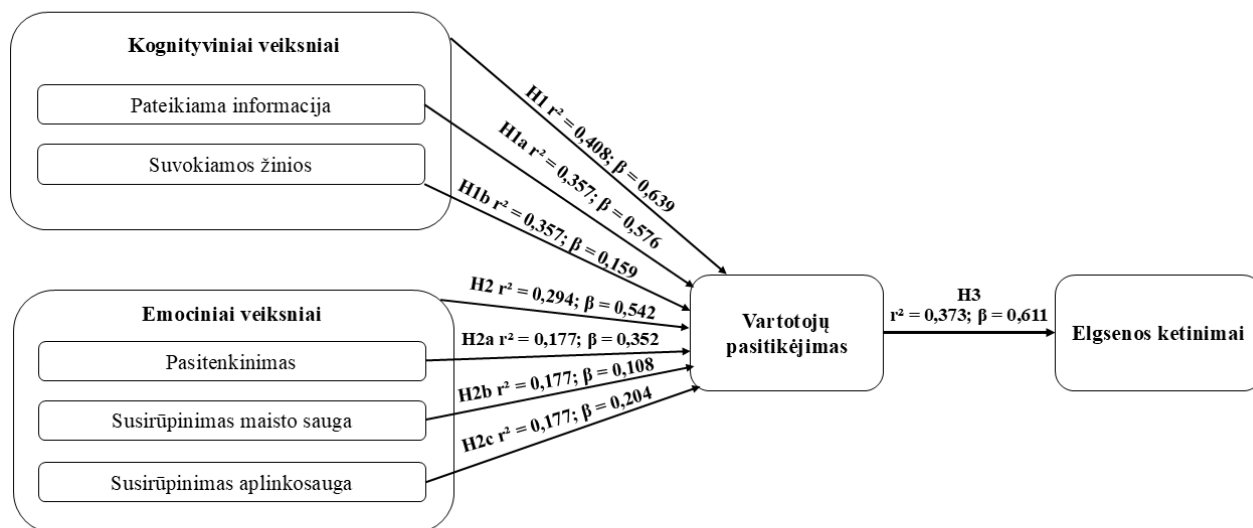 Kognityviniai veiksniai
Pateikiama informacija
Suvokiamos žinios
H1 r² = 0,408; β = 0,639
H1a r² = 0,357; β = 0,576
H1b r² = 0,357; β = 0,159
Emociniai veiksniai
Pasitenkinimas
Susirūpinimas maisto sauga
Susirūpinimas aplinkosauga
H2 r² = 0,294; β = 0,542
H2a r² = 0,177; β = 0,352
H2b r² = 0,177; β = 0,108
H2c r² = 0,177; β = 0,204
Vartotojų
pasitikėjimas
H3
r² = 0,373; β = 0,611
Elgsenos ketinimai